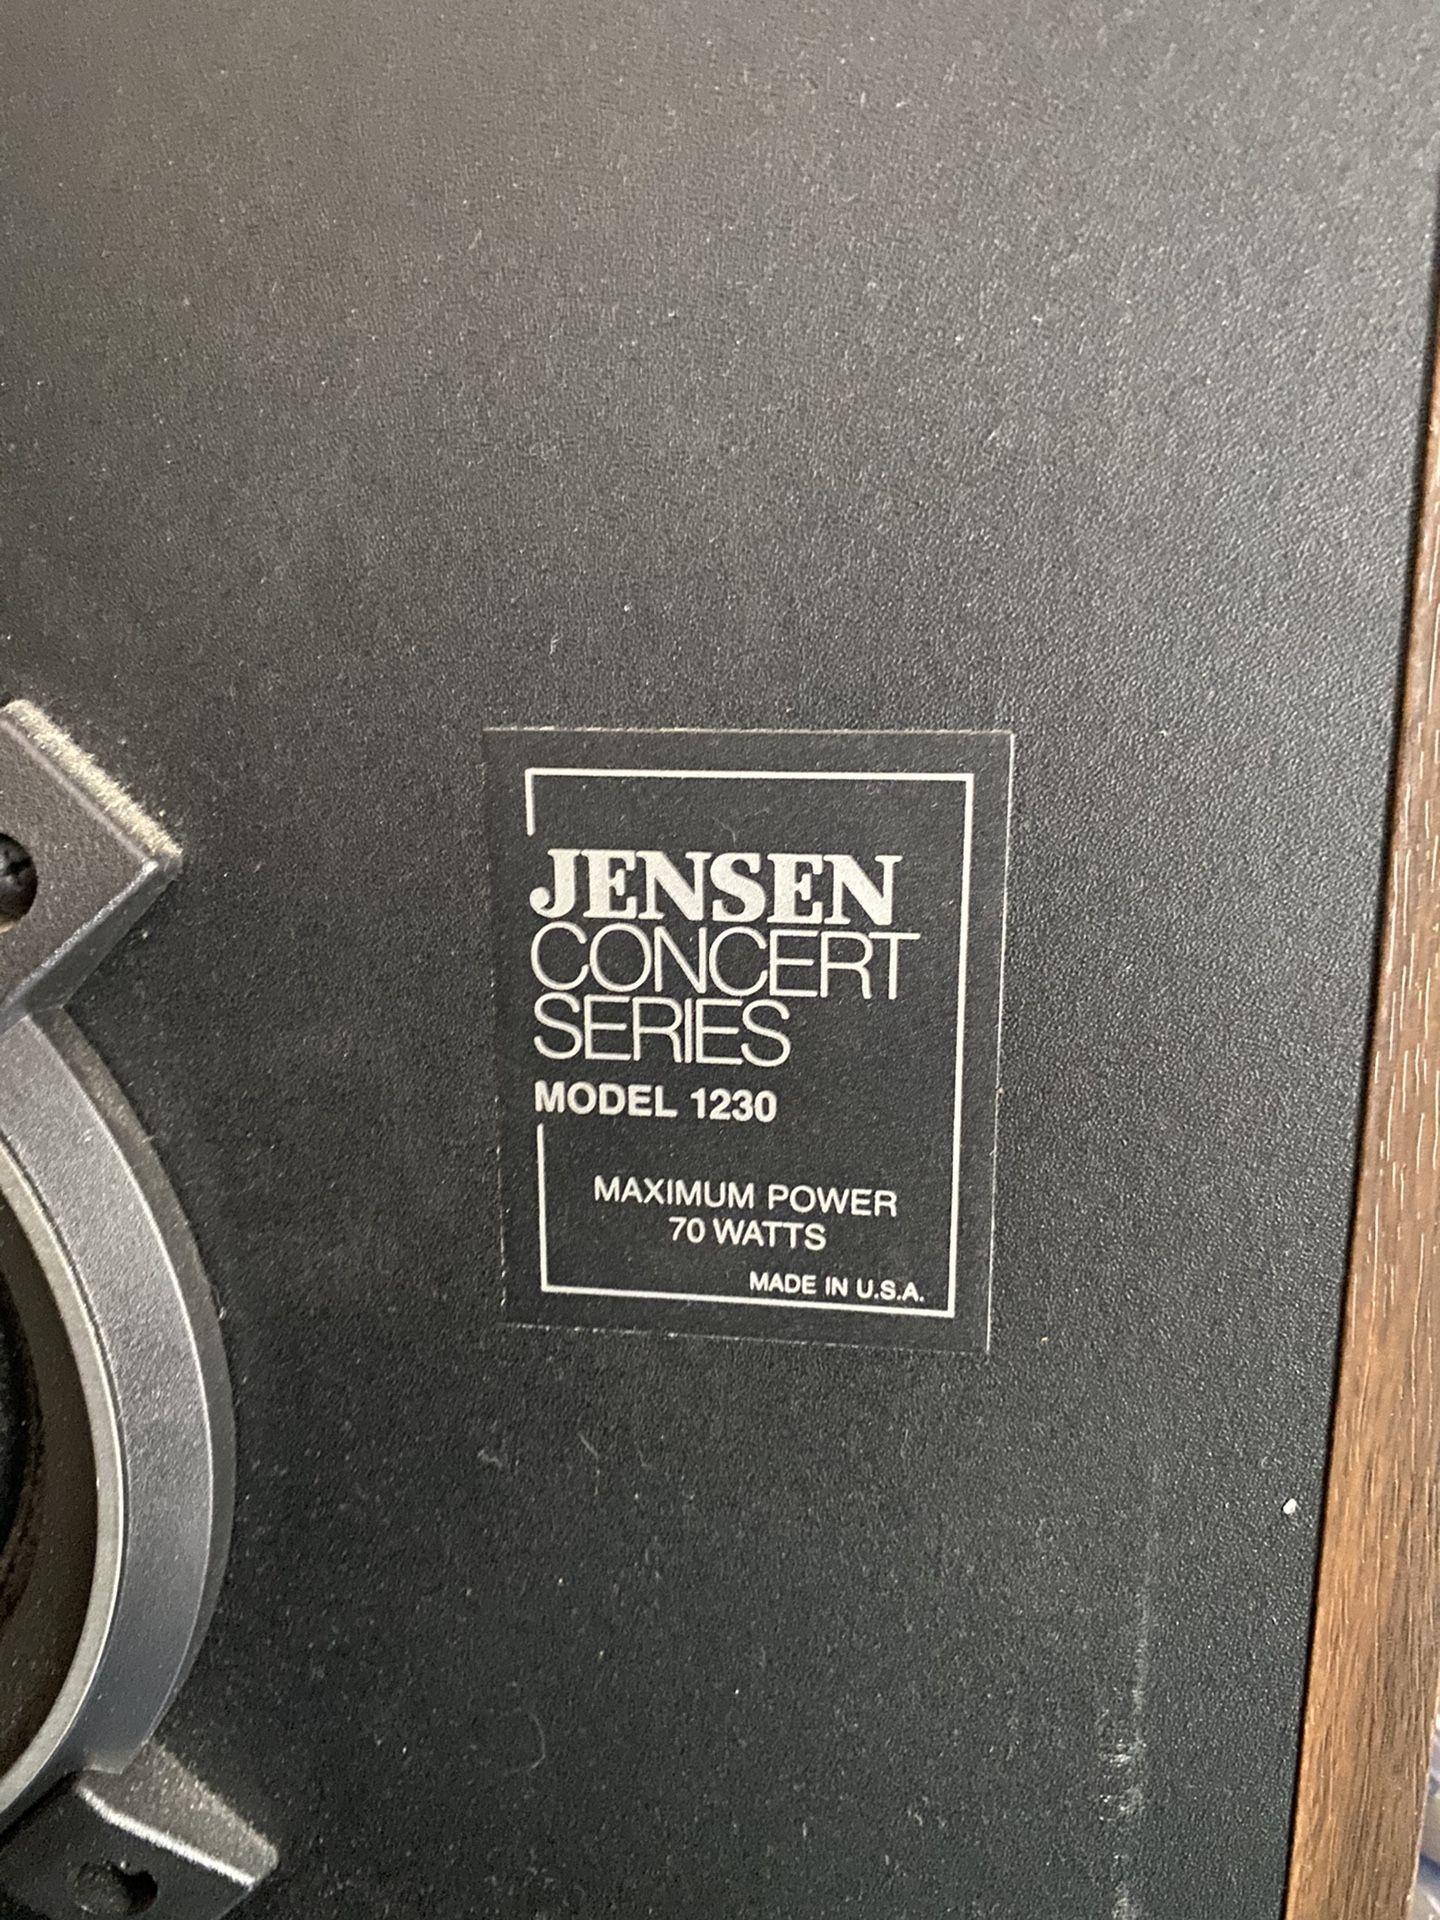 JENSEN
CONCERT
SERIES
MODEL 1230
MAXIMUM POWER
70 WATTS
MADE IN U.S.A.